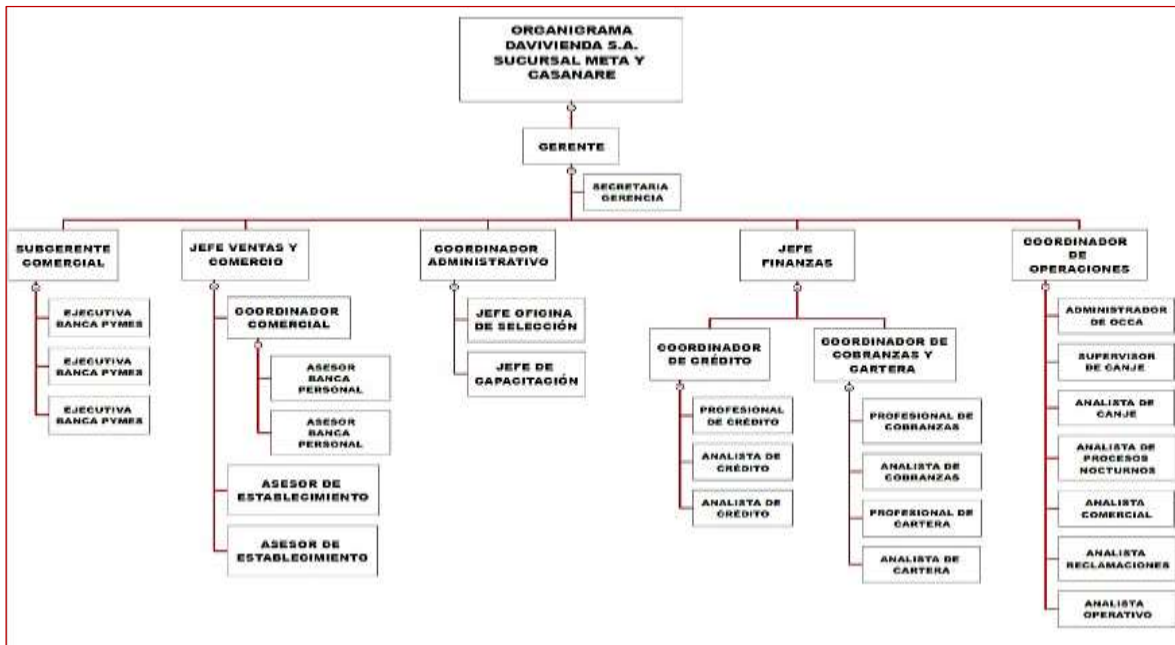 ORGANIGRAMA
DAVIVIENDA S.A.
SUCURSAL META Y
CASANARE
GERENTE
SECRETARIA
GERENCIA
SUBGERENTE
COMERCIAL
EJECUTIVA
BANCA PYMES
EJECUTIVA
BANCA PYMES
EJECUTIVA
BANCA PYMES
JEFE VENTAS Y
COMERCIO
COORDINADOR
COMERCIAL
ASESOR
BANCA
PERSONAL
ASESOR
BANCA
PERSONAL
ASESOR DE
ESTABLECIMIENTO
ASESOR DE
ESTABLECIMIENTO
COORDINADOR
ADMINISTRATIVO
JEFE OFICINA
DE SELECCIÓN
JEFE DE
CAPACITACIÓN
JEFE
FINANZAS
COORDINADOR
DE CRÉDITO
PROFESIONAL
DE CRÉDITO
ANALISTA DE
CRÉDITO
ANALISTA
DE CRÉDITO
COORDINADOR DE
COBRANZAS Y
CARTERA
PROFESIONAL DE
COBRANZAS
ANALISTA DE
COBRANZAS
PROFESIONAL DE
CARTERA
ANALISTA DE
CARTERA
COORDINADOR
DE
OPERACIONES
ADMINISTRADOR
DE OCCA
SUPERVISOR
DE CANJE
ANALISTA DE
CANJE
ANALISTA DE
PROCESOS
NOCTURNOS
ANALISTA
COMERCIAL
ANALISTA
RECLAMACIONES
ANALISTA
OPERATIVO